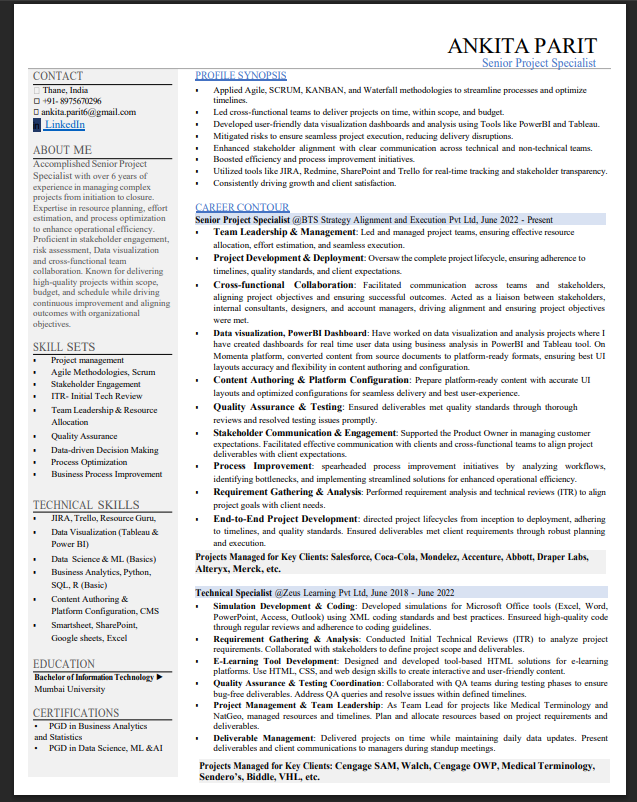 ANKITA PARIT
Senior Project Specialist
CONTACT
Thane, India
+91- 8975670296
ankita.parit6@gmail.com
in LinkedIn
ABOUT ME
Accomplished Senior Project
Specialist with over 6 years of
experience in managing complex
projects from initiation to closure.
Expertise in resource planning, effort
estimation, and process optimization
to enhance operational efficiency.
Proficient in stakeholder engagement,
risk assessment, Data visualization
and cross-functional team
collaboration. Known for delivering
high-quality projects within scope,
budget, and schedule while driving
continuous improvement and aligning
outcomes with organizational
objectives.
SKILL SETS
▪ Project management
▪ Agile Methodologies, Scrum
▪ Stakeholder Engagement
▪ ITR- Initial Tech Review
▪ Team Leadership & Resource
Allocation
▪ Quality Assurance
▪ Data-driven Decision Making
▪ Process Optimization
▪ Business Process Improvement
TECHNICAL SKILLS
▪ JIRA, Trello, Resource Guru,
▪ Data Visualization (Tableau &
Power BI)
▪ Data Science & ML (Basics)
▪ Business Analytics, Python,
SQL, R (Basic)
▪ Content Authoring &
Platform Configuration, CMS
▪ Smartsheet, SharePoint,
Google sheets, Excel
EDUCATION
Bachelor of Information Technology ►
Mumbai University
CERTIFICATIONS
• PGD in Business Analytics
and Statistics
• PGD in Data Science, ML &AI
PROFILE SYNOPSIS
▪ Applied Agile, SCRUM, KANBAN, and Waterfall methodologies to streamline processes and optimize
timelines.
▪ Led cross-functional teams to deliver projects on time, within scope, and budget.
▪ Developed user-friendly data visualization dashboards and analysis using Tools like PowerBI and Tableau.
▪ Mitigated risks to ensure seamless project execution, reducing delivery disruptions.
▪ Enhanced stakeholder alignment with clear communication across technical and non-technical teams.
▪ Boosted efficiency and process improvement initiatives.
▪ Utilized tools like JIRA, Redmine, SharePoint and Trello for real-time tracking and stakeholder transparency.
▪ Consistently driving growth and client satisfaction.
CAREER CONTOUR
Senior Project Specialist @BTS Strategy Alignment and Execution Pvt Ltd, June 2022 - Present
▪ Team Leadership & Management: Led and managed project teams, ensuring effective resource
allocation, effort estimation, and seamless execution.
▪ Project Development & Deployment: Oversaw the complete project lifecycle, ensuring adherence to
timelines, quality standards, and client expectations.
▪ Cross-functional Collaboration: Facilitated communication across teams and stakeholders,
aligning project objectives and ensuring successful outcomes. Acted as a liaison between stakeholders,
internal consultants, designers, and account managers, driving alignment and ensuring project objectives
were met.
▪ Data visualization, PowerBI Dashboard: Have worked on data visualization and analysis projects where I
have created dashboards for real time user data using business analysis in PowerBI and Tableau tool. On
Momenta platform, converted content from source documents to platform-ready formats, ensuring best UI
layouts accuracy and flexibility in content authoring and configuration.
▪ Content Authoring & Platform Configuration: Prepare platform-ready content with accurate UI
layouts and optimized configurations for seamless delivery and best user-experience.
▪ Quality Assurance & Testing: Ensured deliverables met quality standards through thorough
reviews and resolved testing issues promptly.
▪ Stakeholder Communication & Engagement: Supported the Product Owner in managing customer
expectations. Facilitated effective communication with clients and cross-functional teams to align project
deliverables with client expectations.
▪ Process Improvement: spearheaded process improvement initiatives by analyzing workflows,
identifying bottlenecks, and implementing streamlined solutions for enhanced operational efficiency.
▪ Requirement Gathering & Analysis: Performed requirement analysis and technical reviews (ITR) to align
project goals with client needs.
▪ End-to-End Project Development: directed project lifecycles from inception to deployment, adhering
to timelines, and quality standards. Ensured deliverables met client requirements through robust planning
and execution.
Projects Managed for Key Clients: Salesforce, Coca-Cola, Mondelez, Accenture, Abbott, Draper Labs,
Alteryx, Merck, etc.
Technical Specialist @Zeus Learning Pvt Ltd, June 2018 - June 2022
▪ Simulation Development & Coding: Developed simulations for Microsoft Office tools (Excel, Word,
PowerPoint, Access, Outlook) using XML coding standards and best practices. Ensureed high-quality code
through regular reviews and adherence to coding guidelines.
▪ Requirement Gathering & Analysis: Conducted Initial Technical Reviews (ITR) to analyze project
requirements. Collaborated with stakeholders to define project scope and deliverables.
▪ E-Learning Tool Development: Designed and developed tool-based HTML solutions for e-learning
platforms. Use HTML, CSS, and web design skills to create interactive and user-friendly content.
▪ Quality Assurance & Testing Coordination: Collaborated with QA teams during testing phases to ensure
bug-free deliverables. Address QA queries and resolve issues within defined timelines.
▪ Project Management & Team Leadership: As Team Lead for projects like Medical Terminology and
NatGeo, managed resources and timelines. Plan and allocate resources based on project requirements and
deliverables.
▪ Deliverable Management: Delivered projects on time while maintaining daily data updates. Present
deliverables and client communications to managers during standup meetings.
Projects Managed for Key Clients: Cengage SAM, Walch, Cengage OWP, Medical Terminology,
Sendero's, Biddle, VHL, etc.